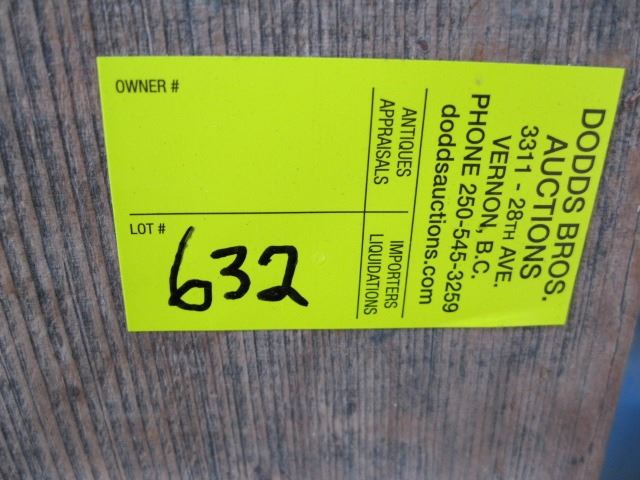 OWNER #
LOT #
632
DODDS BROS.
AUCTIONS
3311 - 28TH AVE.
VERNON, B.C.
PHONE 250-545-3259
doddsauctions.com
ANTIQUES
APPRAISALS
IMPORTERS
LIQUIDATIONS